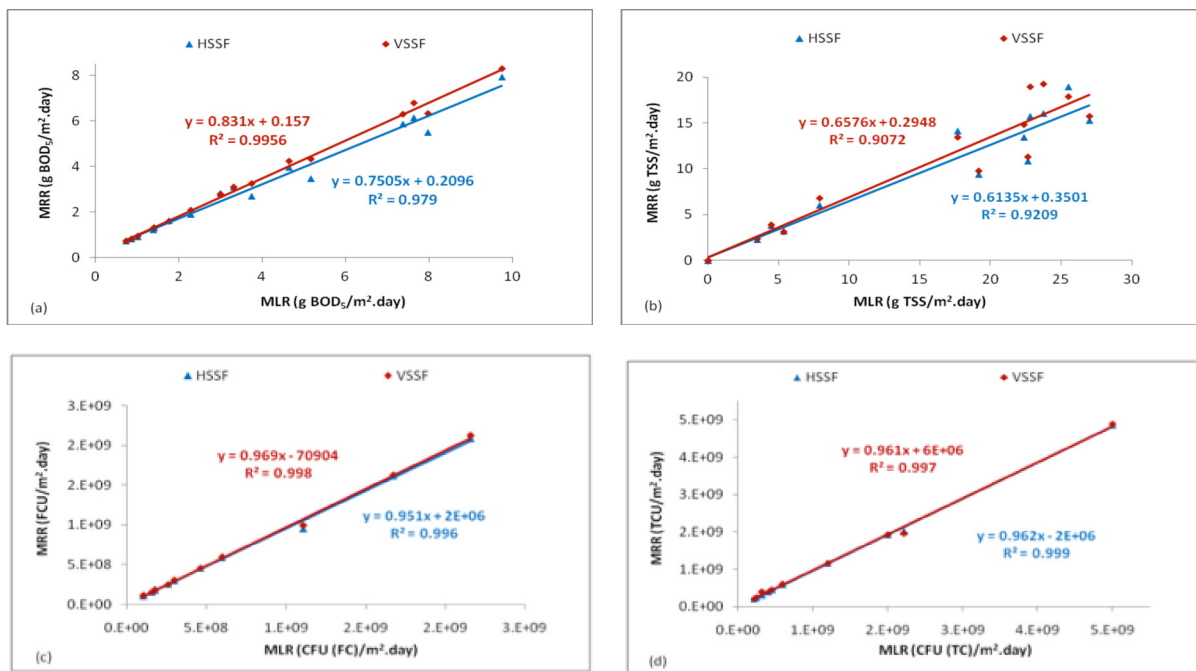 HSSF VSSF
8
6
4
2
0
0 2 4 6 8 10
MRR (g BOD₅/m².day)
y = 0.831x + 0.157
R² = 0.9956
y = 0.7505x + 0.2096
R² = 0.979
MLR (g BOD₅/m².day)
(a)
HSSF VSSF
20
15
10
5
0
0 10 20 30
MRR (g TSS/m².day)
y = 0.6576x + 0.2948
R² = 0.9072
y = 0.6135x + 0.3501
R² = 0.9209
MLR (g TSS/m².day)
(b)
HSSF VSSF
3.E+09
2.E+09
2.E+09
1.E+09
5.E+08
0.E+00
0.E+00 5.E+08 1.E+09 2.E+09 2.E+09 3.E+09
MRR (FCU/m².day)
y = 0.969x - 70904
R² = 0.998
y = 0.951x + 2E+06
R² = 0.996
MLR (CFU (FC)/m².day)
(c)
HSSF VSSF
5.E+09
4.E+09
3.E+09
2.E+09
1.E+09
0.E+00
0.E+00 1.E+09 2.E+09 3.E+09 4.E+09 5.E+09
MRR (TCU/m².day)
y = 0.961x + 6E+06
R² = 0.997
y = 0.962x - 2E+06
R² = 0.999
MLR (CFU (TC)/m².day)
(d)